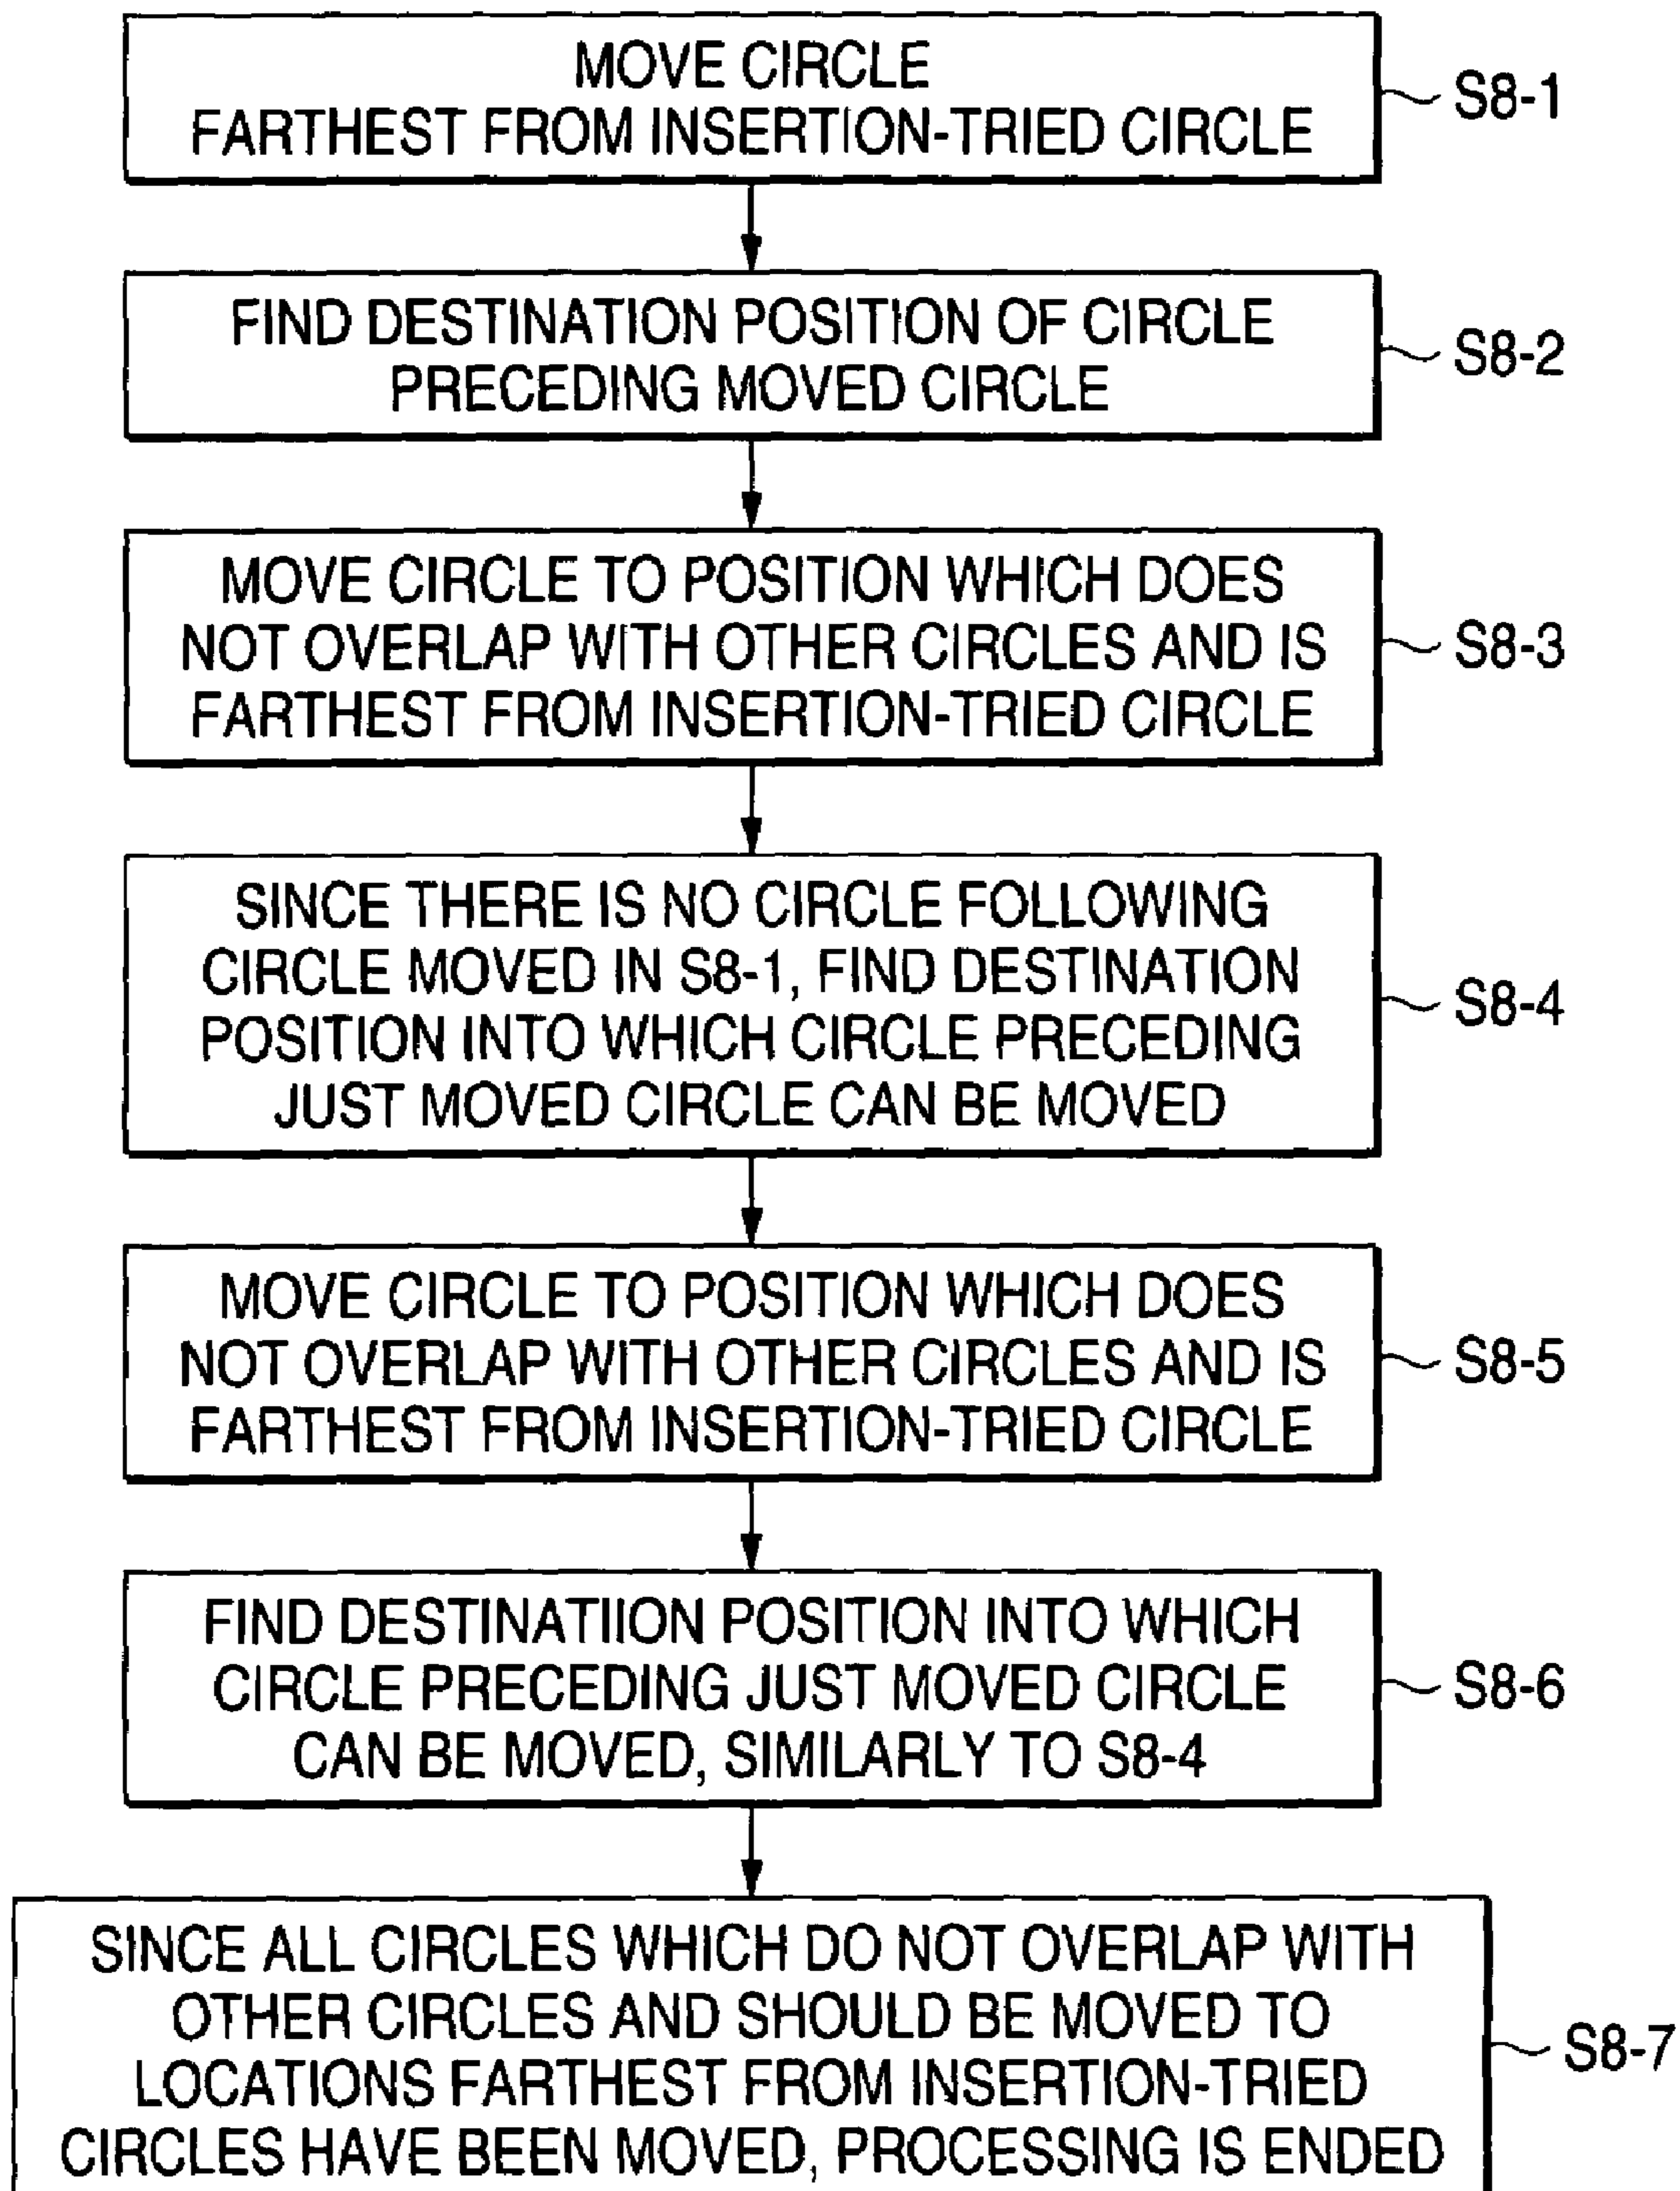 MOVE CIRCLE
FARTHEST FROM INSERTION-TRIED CIRCLE
S8-1
FIND DESTINATION POSITION OF CIRCLE
PRECEDING MOVED CIRCLE
S8-2
MOVE CIRCLE TO POSITION WHICH DOES
NOT OVERLAP WITH OTHER CIRCLES AND IS
FARTHEST FROM INSERTION-TRIED CIRCLE
S8-3
SINCE THERE IS NO CIRCLE FOLLOWING
CIRCLE MOVED IN S8-1, FIND DESTINATION
POSITION INTO WHICH CIRCLE PRECEDING
JUST MOVED CIRCLE CAN BE MOVED
S8-4
MOVE CIRCLE TO POSITION WHICH DOES
NOT OVERLAP WITH OTHER CIRCLES AND IS
FARTHEST FROM INSERTION-TRIED CIRCLE
S8-5
FIND DESTINATIION POSITION INTO WHICH
CIRCLE PRECEDING JUST MOVED CIRCLE
CAN BE MOVED, SIMILARLY TO S8-4
S8-6
SINCE ALL CIRCLES WHICH DO NOT OVERLAP WITH
OTHER CIRCLES AND SHOULD BE MOVED TO
LOCATIONS FARTHEST FROM INSERTION-TRIED
CIRCLES HAVE BEEN MOVED, PROCESSING IS ENDED
S8-7